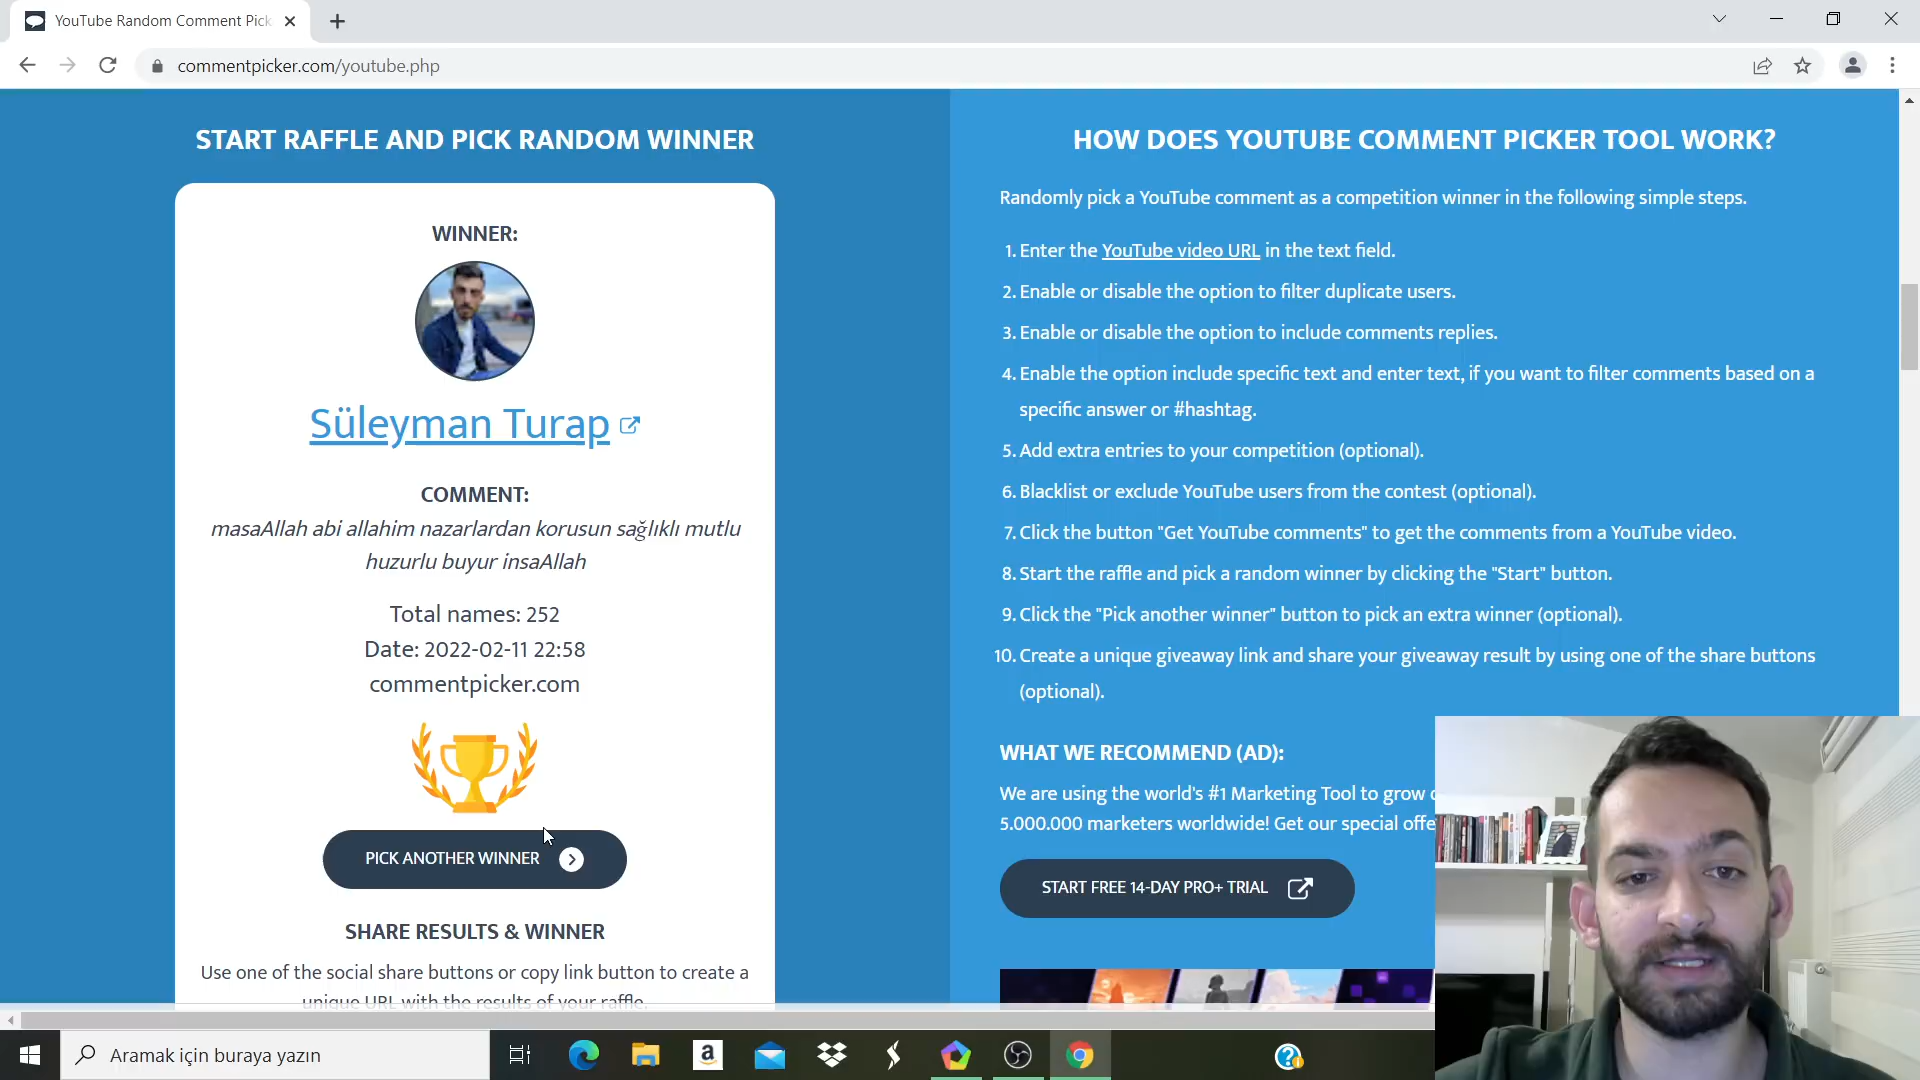 YouTube Random Comment Pick
commentpicker.com/youtube.php
START RAFFLE AND PICK RANDOM WINNER
WINNER:
Süleyman Turap
COMMENT:
masaAllah abi allahim nazarlardan korusun sağlıklı mutlu
huzurlu buyur insaAllah
Total names: 252
Date: 2022-02-11 22:58
commentpicker.com
PICK ANOTHER WINNER
SHARE RESULTS & WINNER
Use one of the social share buttons or copy link button to create a
unique URL with the results of your raffle.
HOW DOES YOUTUBE COMMENT PICKER TOOL WORK?
Randomly pick a YouTube comment as a competition winner in the following simple steps.
1. Enter the YouTube video URL in the text field.
2. Enable or disable the option to filter duplicate users.
3. Enable or disable the option to include comments replies.
4. Enable the option include specific text and enter text, if you want to filter comments based on a
specific answer or #hashtag.
5. Add extra entries to your competition (optional).
6. Blacklist or exclude YouTube users from the contest (optional).
7. Click the button "Get YouTube comments" to get the comments from a YouTube video.
8. Start the raffle and pick a random winner by clicking the "Start" button.
9. Click the "Pick another winner" button to pick an extra winner (optional).
10. Create a unique giveaway link and share your giveaway result by using one of the share buttons
(optional).
WHAT WE RECOMMEND (AD):
We are using the world's #1 Marketing Tool to grow
5.000.000 marketers worldwide! Get our special offe
START FREE 14-DAY PRO+ TRIAL
Aramak için buraya yazın